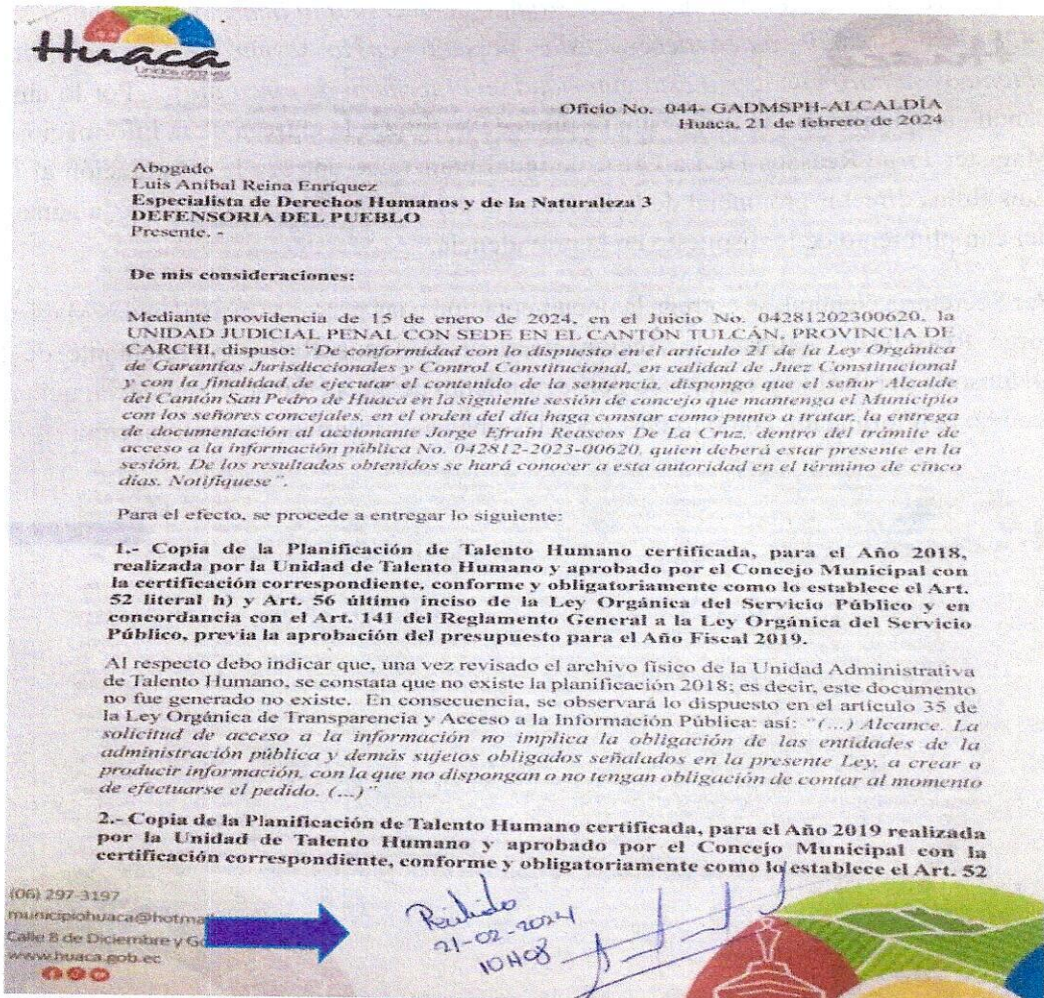 Huaca
Oficio No. 044- GADMSPH-ALCALDÍA
Huaca, 21 de febrero de 2024
Abogado
Luis Aníbal Reina Enríquez
Especialista de Derechos Humanos y de la Naturaleza 3
DEFENSORIA DEL PUEBLO
Presente. -
De mis consideraciones:
Mediante providencia de 15 de enero de 2024, en el Juicio No. 04281202300620, la
UNIDAD JUDICIAL PENAL CON SEDE EN EL CANTÓN TULCÁN, PROVINCIA DE
CARCHI, dispuso: "De conformidad con lo dispuesto en el artículo 21 de la Ley Orgánica
de Garantías Jurisdiccionales y Control Constitucional, en calidad de Juez Constitucional
y con la finalidad de ejecutar el contenido de la sentencia, dispongo que el señor Alcalde
del Cantón San Pedro de Huaca en la siguiente sesión de concejo que mantenga el Municipio
con los señores concejales, en el orden del día haga constar como punto a tratar, la entrega
de documentación al accionante Jorge Efraín Reascos De La Cruz, dentro del trámite de
acceso a la información pública No. 042812-2023-00620, quien deberá estar presente en la
sesión. De los resultados obtenidos se hará conocer a esta autoridad en el término de cinco
días. Notifíquese".
Para el efecto, se procede a entregar lo siguiente:
1.- Copia de la Planificación de Talento Humano certificada, para el Año 2018,
realizada por la Unidad de Talento Humano y aprobado por el Concejo Municipal con
la certificación correspondiente, conforme y obligatoriamente como lo establece el Art.
52 literal h) y Art. 56 último inciso de la Ley Orgánica del Servicio Público y en
concordancia con el Art. 141 del Reglamento General a la Ley Orgánica del Servicio
Público, previa la aprobación del presupuesto para el Año Fiscal 2019.
Al respecto debo indicar que, una vez revisado el archivo físico de la Unidad Administrativa
de Talento Humano, se constata que no existe la planificación 2018; es decir, este documento
no fue generado no existe. En consecuencia, se observará lo dispuesto en el artículo 35 de
la Ley Orgánica de Transparencia y Acceso a la Información Pública: así: "(...) Alcance. La
solicitud de acceso a la información no implica la obligación de las entidades de la
administración pública y demás sujetos obligados señalados en la presente Ley, a crear o
producir información, con la que no dispongan o no tengan obligación de contar al momento
de efectuarse el pedido. (...)"
2.- Copia de la Planificación de Talento Humano certificada, para el Año 2019 realizada
por la Unidad de Talento Humano y aprobado por el Concejo Municipal con la
certificación correspondiente, conforme y obligatoriamente como lo establece el Art. 52
(06) 297-3197
municipiohuaca@hotma
Calle 8 de Diciembre y G
www.huaca.gob.ec
Recibido
21-02-2024
10H08